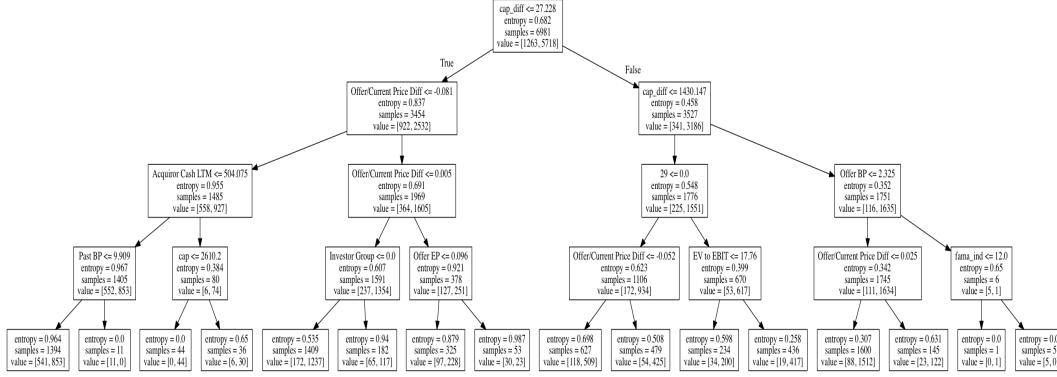 cap_diff <= 27.228
entropy = 0.682
samples = 6981
value = [1263, 5718]
True
False
Offer/Current Price Diff <= -0.081
entropy = 0.837
samples = 3454
value = [922, 2532]
cap_diff <= 1430.147
entropy = 0.458
samples = 3527
value = [341, 3186]
Acquiror Cash LTM <= 504.075
entropy = 0.955
samples = 1485
value = [558, 927]
Offer/Current Price Diff <= 0.005
entropy = 0.691
samples = 1969
value = [364, 1605]
29 <= 0.0
entropy = 0.548
samples = 1776
value = [225, 1551]
Offer BP <= 2.325
entropy = 0.352
samples = 1751
value = [116, 1635]
Past BP <= 9.909
entropy = 0.967
samples = 1405
value = [552, 853]
cap <= 2610.2
entropy = 0.384
samples = 80
value = [6, 74]
Investor Group <= 0.0
entropy = 0.607
samples = 1591
value = [237, 1354]
Offer EP <= 0.096
entropy = 0.921
samples = 378
value = [127, 251]
Offer/Current Price Diff <= -0.052
entropy = 0.623
samples = 1106
value = [172, 934]
EV to EBIT <= 17.76
entropy = 0.399
samples = 670
value = [53, 617]
Offer/Current Price Diff <= 0.025
entropy = 0.342
samples = 1745
value = [111, 1634]
fama_ind <= 12.0
entropy = 0.65
samples = 6
value = [5, 1]
entropy = 0.964
samples = 1394
value = [541, 853]
entropy = 0.0
samples = 11
value = [11, 0]
entropy = 0.0
samples = 44
value = [0, 44]
entropy = 0.65
samples = 36
value = [6, 30]
entropy = 0.535
samples = 1409
value = [172, 1237]
entropy = 0.94
samples = 182
value = [65, 117]
entropy = 0.879
samples = 325
value = [97, 228]
entropy = 0.987
samples = 53
value = [30, 23]
entropy = 0.698
samples = 627
value = [118, 509]
entropy = 0.508
samples = 479
value = [54, 425]
entropy = 0.598
samples = 234
value = [34, 200]
entropy = 0.258
samples = 436
value = [19, 417]
entropy = 0.307
samples = 1600
value = [88, 1512]
entropy = 0.631
samples = 145
value = [23, 122]
entropy = 0.0
samples = 1
value = [0, 1]
entropy = 0.
samples = 5
value = [5, 0